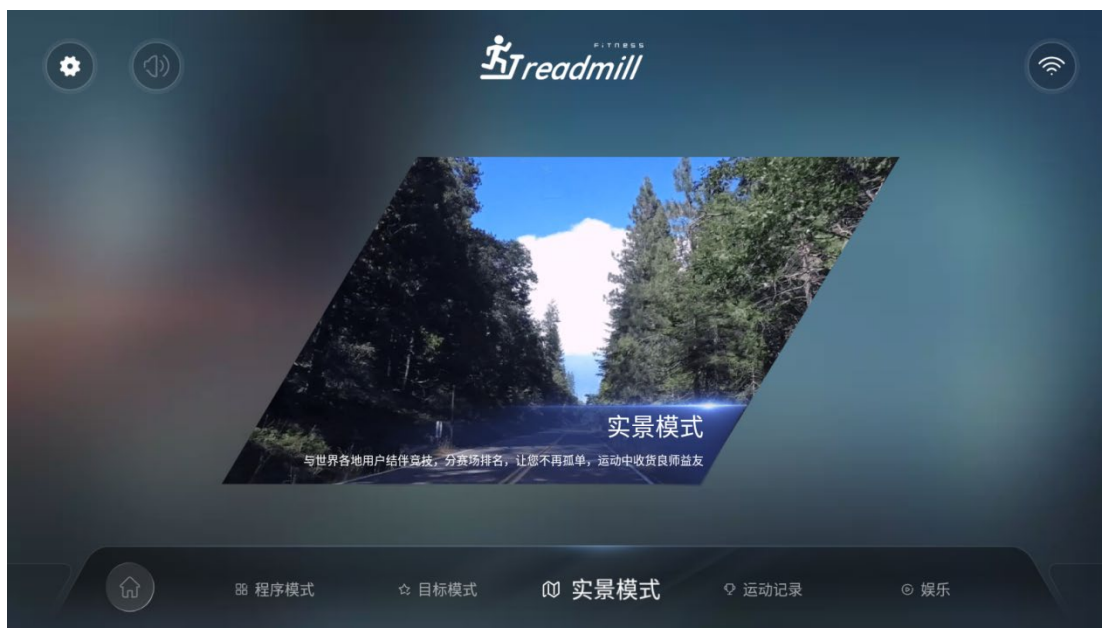 FITNESS
Treadmill
实景模式
与世界各地用户结伴竞技，分赛场排名，让您不再孤单，运动中收货良师益友
程序模式
目标模式
实景模式
运动记录
娱乐